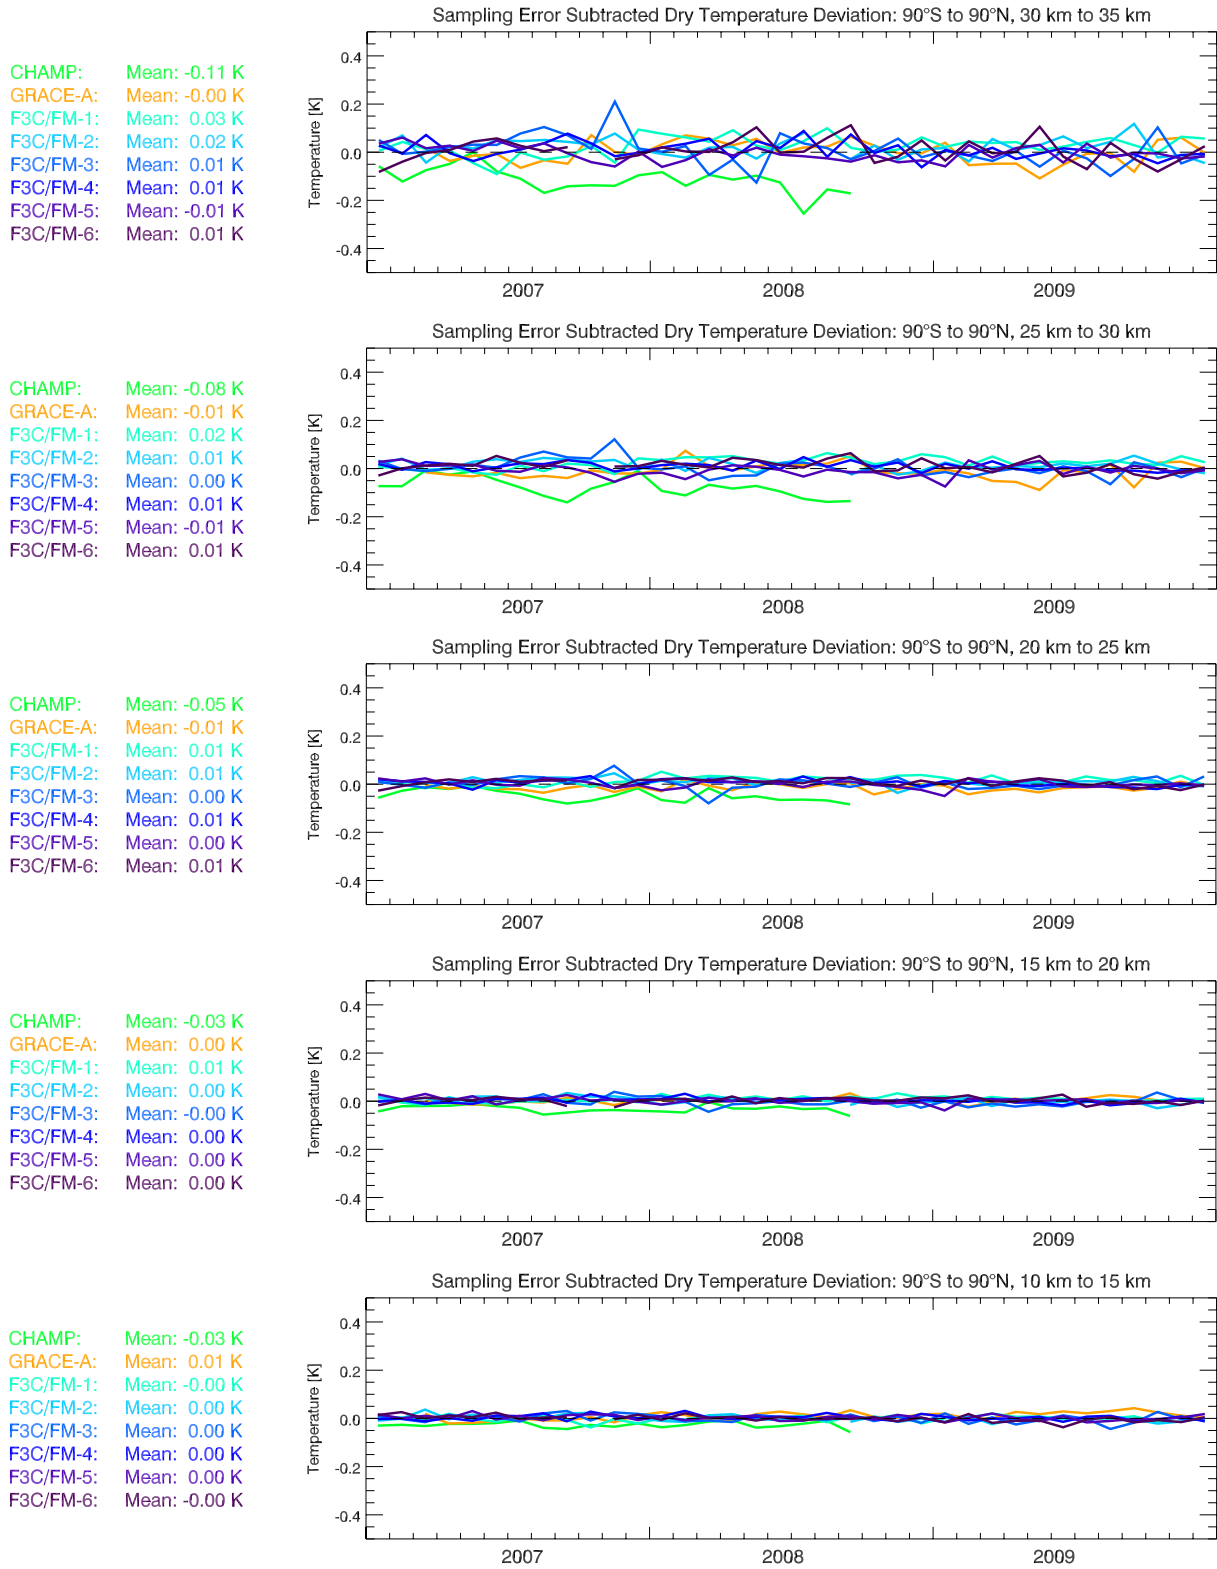 Sampling Error Subtracted Dry Temperature Deviation: 90°S to 90°N, 30 km to 35 km
CHAMP: Mean: -0.11 K
GRACE-A: Mean: -0.00 K
F3C/FM-1: Mean: 0.03 K
F3C/FM-2: Mean: 0.02 K
F3C/FM-3: Mean: 0.01 K
F3C/FM-4: Mean: 0.01 K
F3C/FM-5: Mean: -0.01 K
F3C/FM-6: Mean: 0.01 K
Temperature [K]
0.4
0.2
0.0
-0.2
-0.4
2007 2008 2009
Sampling Error Subtracted Dry Temperature Deviation: 90°S to 90°N, 25 km to 30 km
CHAMP: Mean: -0.08 K
GRACE-A: Mean: -0.01 K
F3C/FM-1: Mean: 0.02 K
F3C/FM-2: Mean: 0.01 K
F3C/FM-3: Mean: 0.00 K
F3C/FM-4: Mean: 0.01 K
F3C/FM-5: Mean: -0.01 K
F3C/FM-6: Mean: 0.01 K
Temperature [K]
0.4
0.2
0.0
-0.2
-0.4
2007 2008 2009
Sampling Error Subtracted Dry Temperature Deviation: 90°S to 90°N, 20 km to 25 km
CHAMP: Mean: -0.05 K
GRACE-A: Mean: -0.01 K
F3C/FM-1: Mean: 0.01 K
F3C/FM-2: Mean: 0.01 K
F3C/FM-3: Mean: 0.00 K
F3C/FM-4: Mean: 0.01 K
F3C/FM-5: Mean: 0.00 K
F3C/FM-6: Mean: 0.01 K
Temperature [K]
0.4
0.2
0.0
-0.2
-0.4
2007 2008 2009
Sampling Error Subtracted Dry Temperature Deviation: 90°S to 90°N, 15 km to 20 km
CHAMP: Mean: -0.03 K
GRACE-A: Mean: 0.00 K
F3C/FM-1: Mean: 0.01 K
F3C/FM-2: Mean: 0.00 K
F3C/FM-3: Mean: -0.00 K
F3C/FM-4: Mean: 0.00 K
F3C/FM-5: Mean: 0.00 K
F3C/FM-6: Mean: 0.00 K
Temperature [K]
0.4
0.2
0.0
-0.2
-0.4
2007 2008 2009
Sampling Error Subtracted Dry Temperature Deviation: 90°S to 90°N, 10 km to 15 km
CHAMP: Mean: -0.03 K
GRACE-A: Mean: 0.01 K
F3C/FM-1: Mean: -0.00 K
F3C/FM-2: Mean: 0.00 K
F3C/FM-3: Mean: 0.00 K
F3C/FM-4: Mean: 0.00 K
F3C/FM-5: Mean: 0.00 K
F3C/FM-6: Mean: -0.00 K
Temperature [K]
0.4
0.2
0.0
-0.2
-0.4
2007 2008 2009